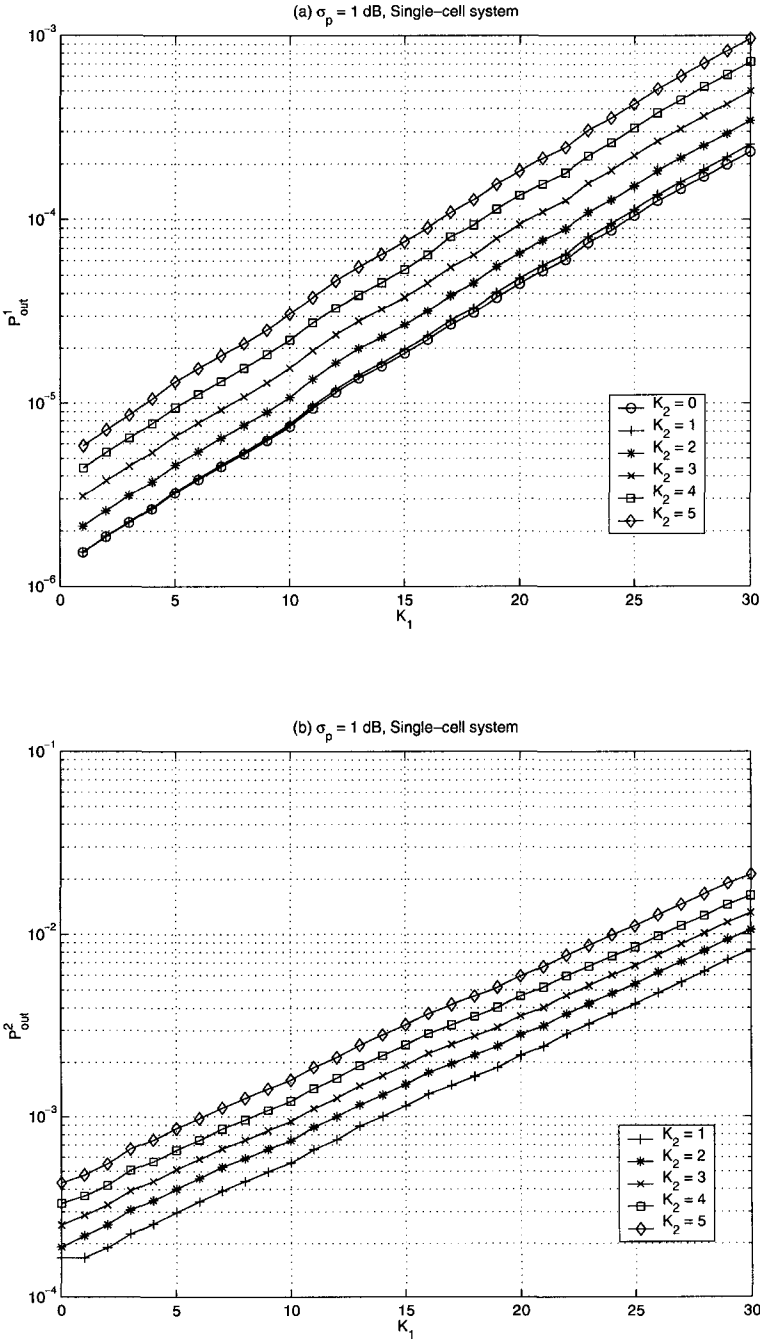 (a) σp = 1 dB, Single–cell system
10−3
10−4
10−5
10−6
P1out
0 5 10 15 20 25 30
K1
K2 = 0
K2 = 1
K2 = 2
K2 = 3
K2 = 4
K2 = 5
(b) σp = 1 dB, Single–cell system
10−1
10−2
10−3
10−4
P2out
0 5 10 15 20 25 30
K1
K2 = 1
K2 = 2
K2 = 3
K2 = 4
K2 = 5